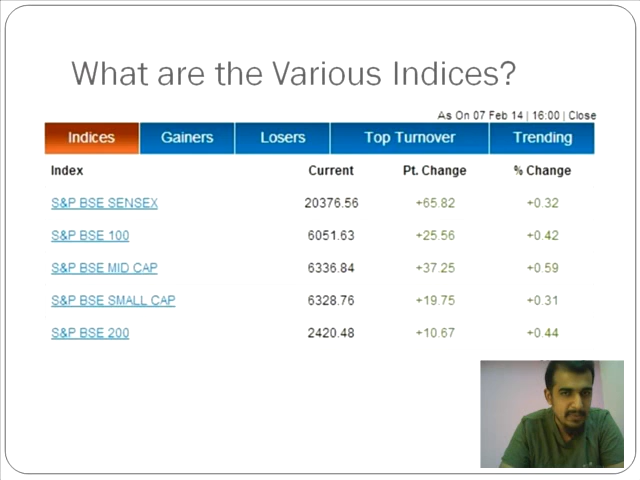 What are the Various Indices?
As On 07 Feb 14 | 16:00 | Close
Indices Gainers Losers Top Turnover Trending
Index Current Pt. Change % Change
S&P BSE SENSEX 20376.56 +65.82 +0.32
S&P BSE 100 6051.63 +25.56 +0.42
S&P BSE MID CAP 6336.84 +37.25 +0.59
S&P BSE SMALL CAP 6328.76 +19.75 +0.31
S&P BSE 200 2420.48 +10.67 +0.44